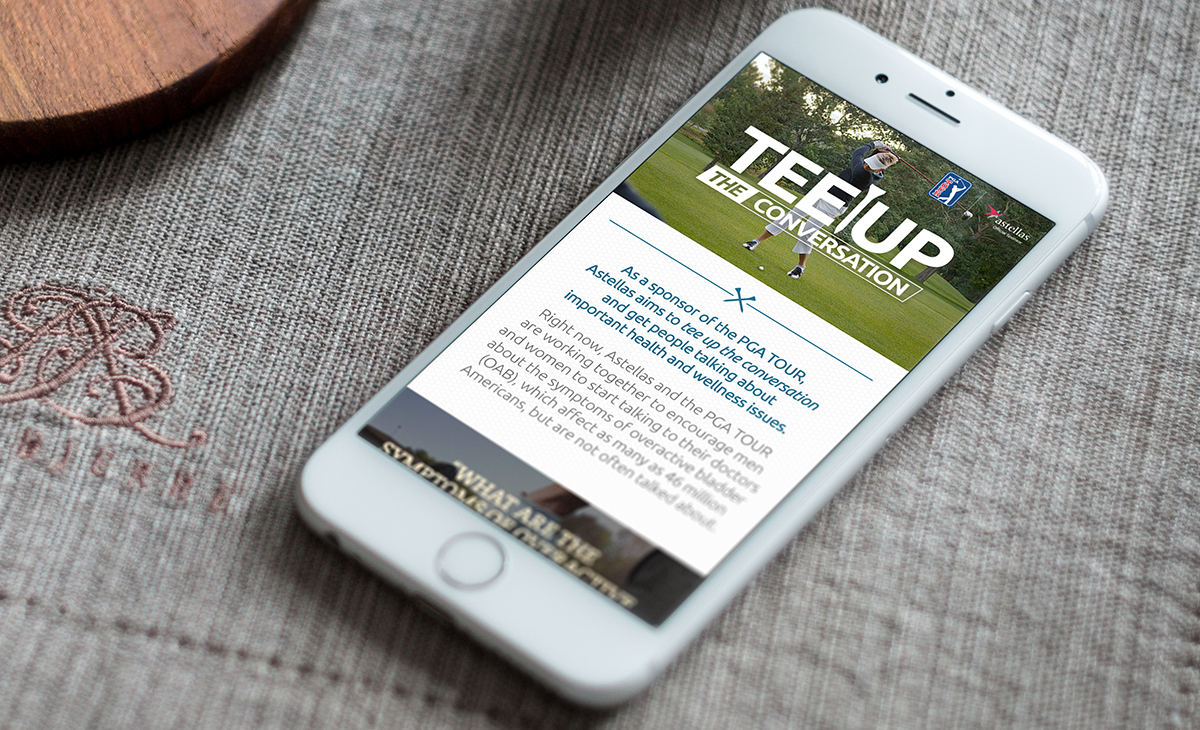 TEE UP
THE CONVERSATION
PGA TOUR
astellas
As a sponsor of the PGA TOUR,
Astellas aims to tee up the conversation
and get people talking about
important health and wellness issues.
Right now, Astellas and the PGA TOUR
are working together to encourage men
and women to start talking to their doctors
about the symptoms of overactive bladder
(OAB), which affect as many as 46 million
Americans, but are not often talked about.
"WHAT ARE THE
SYMPTOMS OF OVERACTIVE